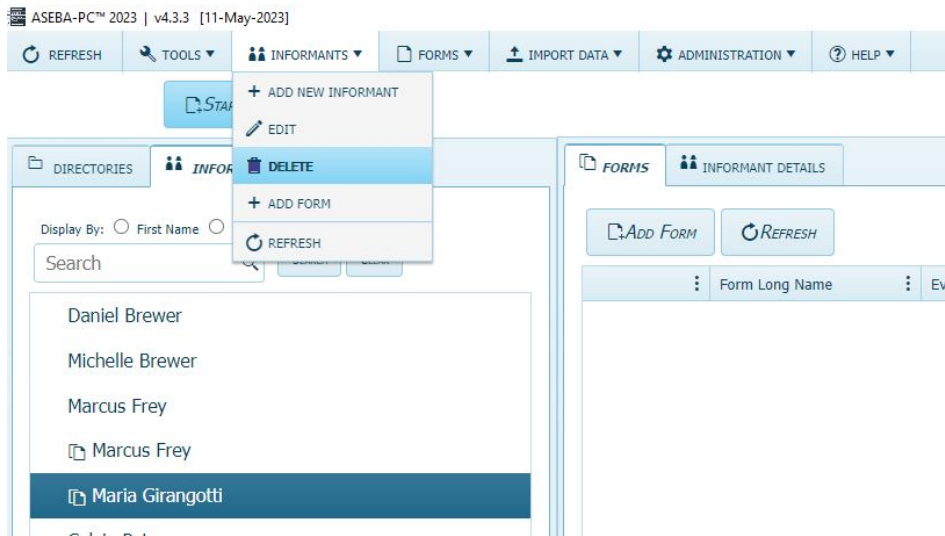 ASEBA-PC™ 2023 | v4.3.3 [11-May-2023]
REFRESH TOOLS ▼ INFORMANTS ▼ FORMS ▼ IMPORT DATA ▼ ADMINISTRATION ▼ HELP ▼
+ ADD NEW INFORMANT
EDIT
DELETE
+ ADD FORM
REFRESH
DIRECTORIES
Display By: First Name
Search
Daniel Brewer
Michelle Brewer
Marcus Frey
Marcus Frey
Maria Girangotti
FORMS INFORMANT DETAILS
ADD FORM REFRESH
Form Long Name